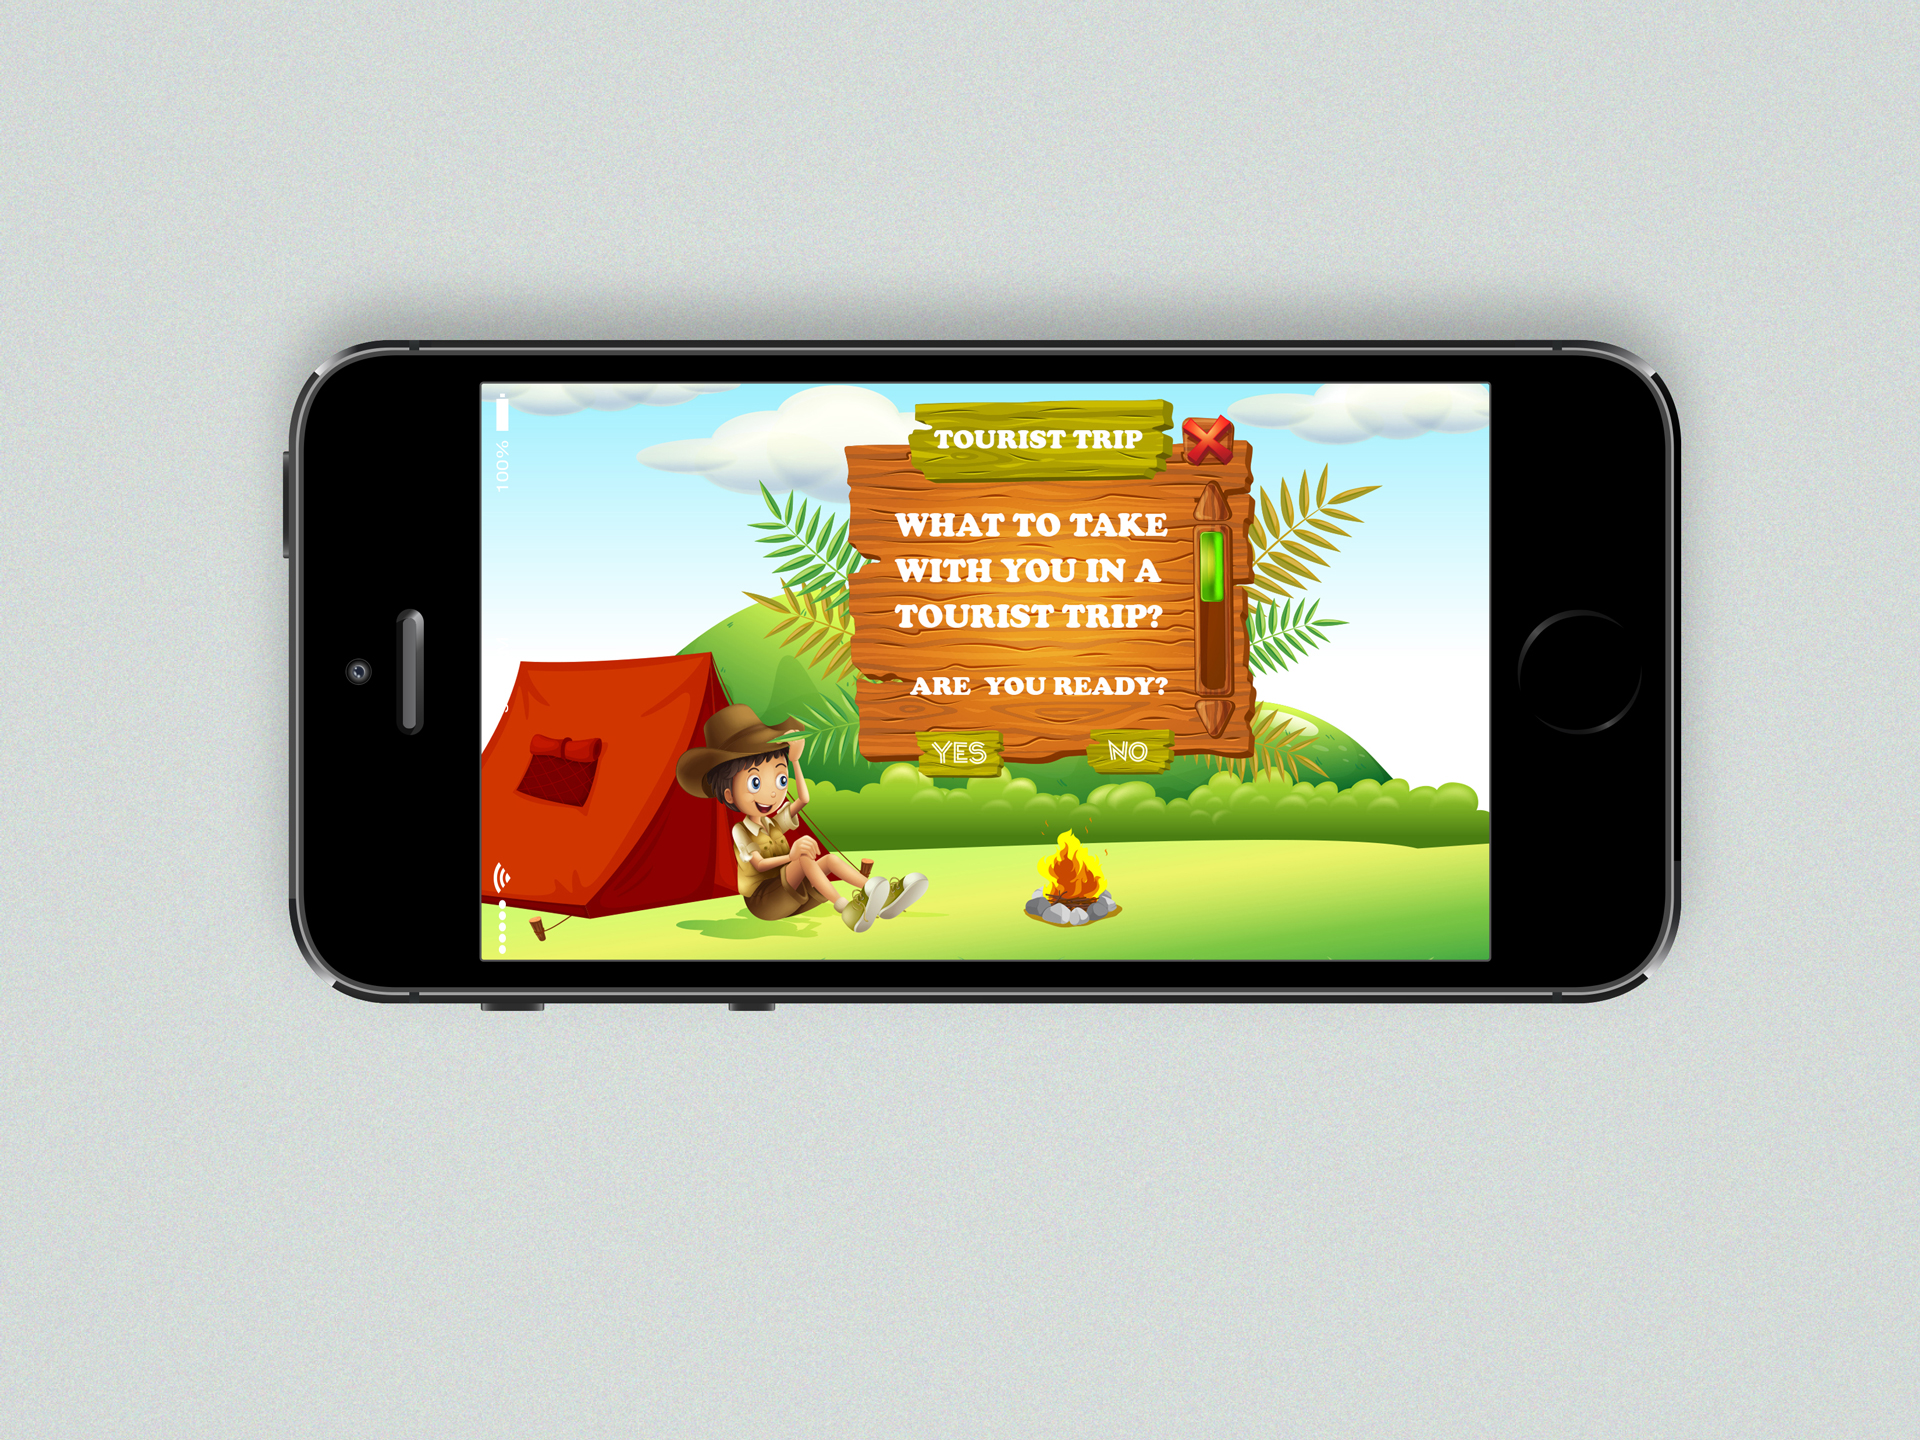 TOURIST TRIP
WHAT TO TAKE
WITH YOU IN A
TOURIST TRIP?
ARE YOU READY?
YES
NO
100%